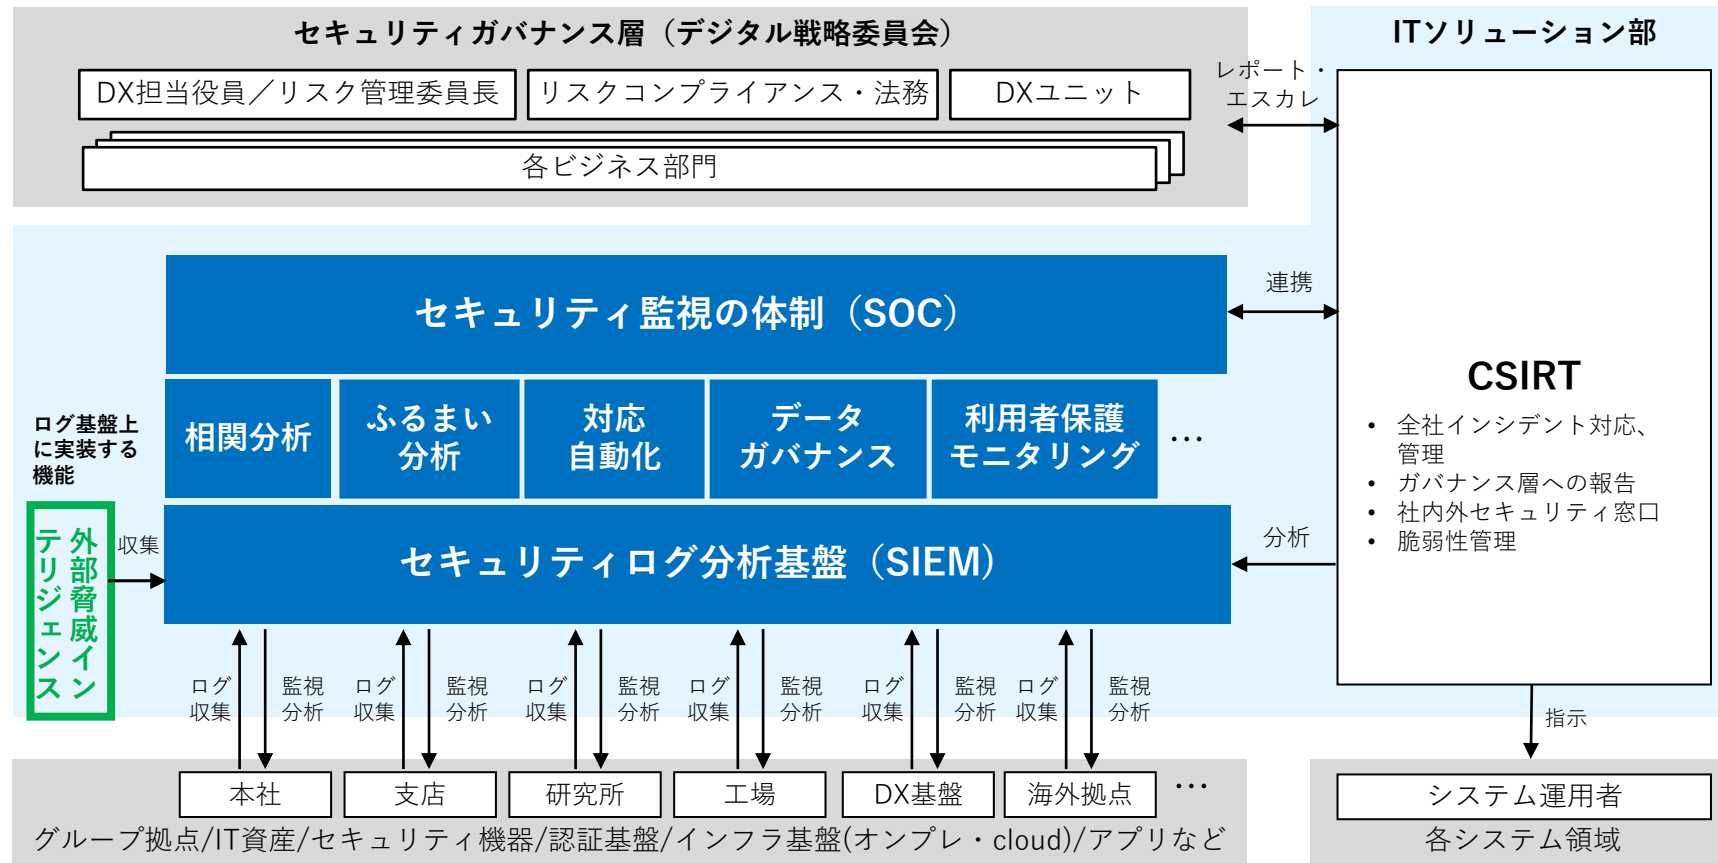 セキュリティガバナンス層（デジタル戦略委員会）
DX担当役員／リスク管理委員長
リスクコンプライアンス・法務
DXユニット
各ビジネス部門
レポート・
エスカレ
ITソリューション部
セキュリティ監視の体制（SOC）
連携
CSIRT
• 全社インシデント対応、
管理
• ガバナンス層への報告
• 社内外セキュリティ窓口
• 脆弱性管理
ログ基盤上
に実装する
機能
相関分析
ふるまい
分析
対応
自動化
データ
ガバナンス
利用者保護
モニタリング
…
外部脅威イン
テリジェンス
収集
セキュリティログ分析基盤（SIEM）
分析
ログ
収集
監視
分析
ログ
収集
監視
分析
ログ
収集
監視
分析
ログ
収集
監視
分析
ログ
収集
監視
分析
ログ
収集
監視
分析
指示
本社
支店
研究所
工場
DX基盤
海外拠点
…
グループ拠点/IT資産/セキュリティ機器/認証基盤/インフラ基盤(オンプレ・cloud)/アプリなど
システム運用者
各システム領域